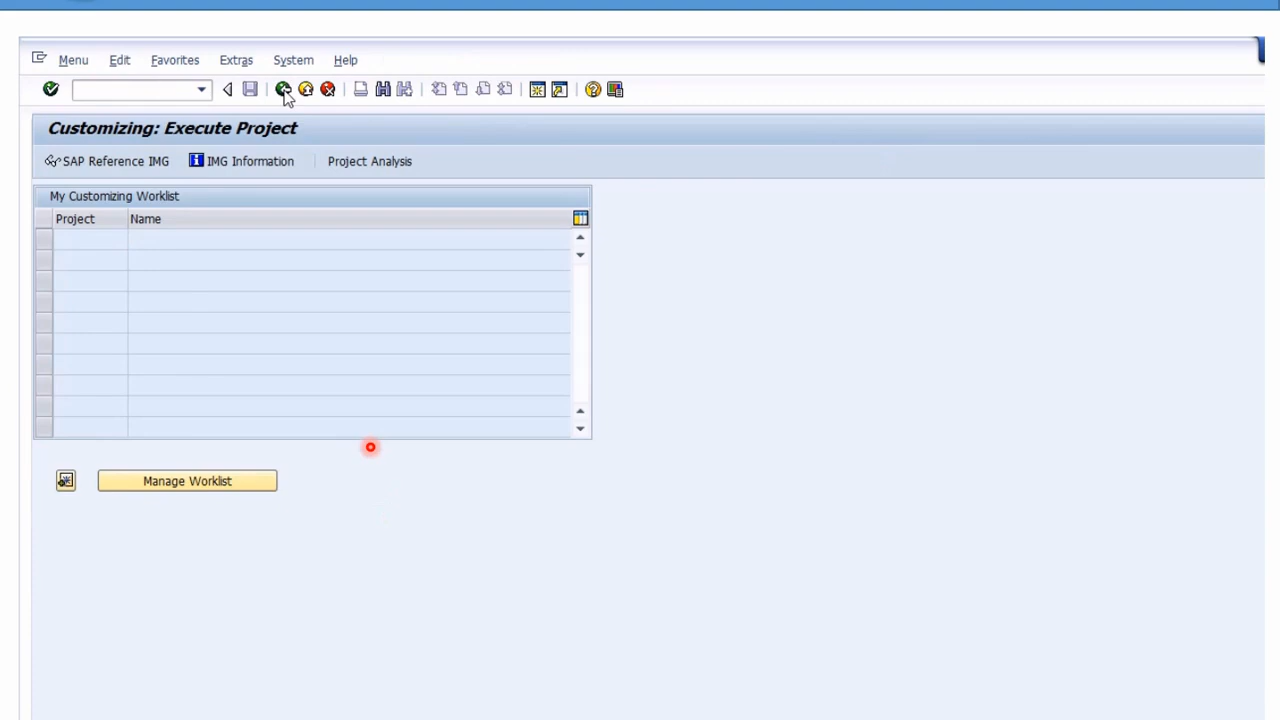 Menu Edit Favorites Extras System Help
Customizing: Execute Project
SAP Reference IMG IMG Information Project Analysis
My Customizing Worklist
Project Name
Manage Worklist